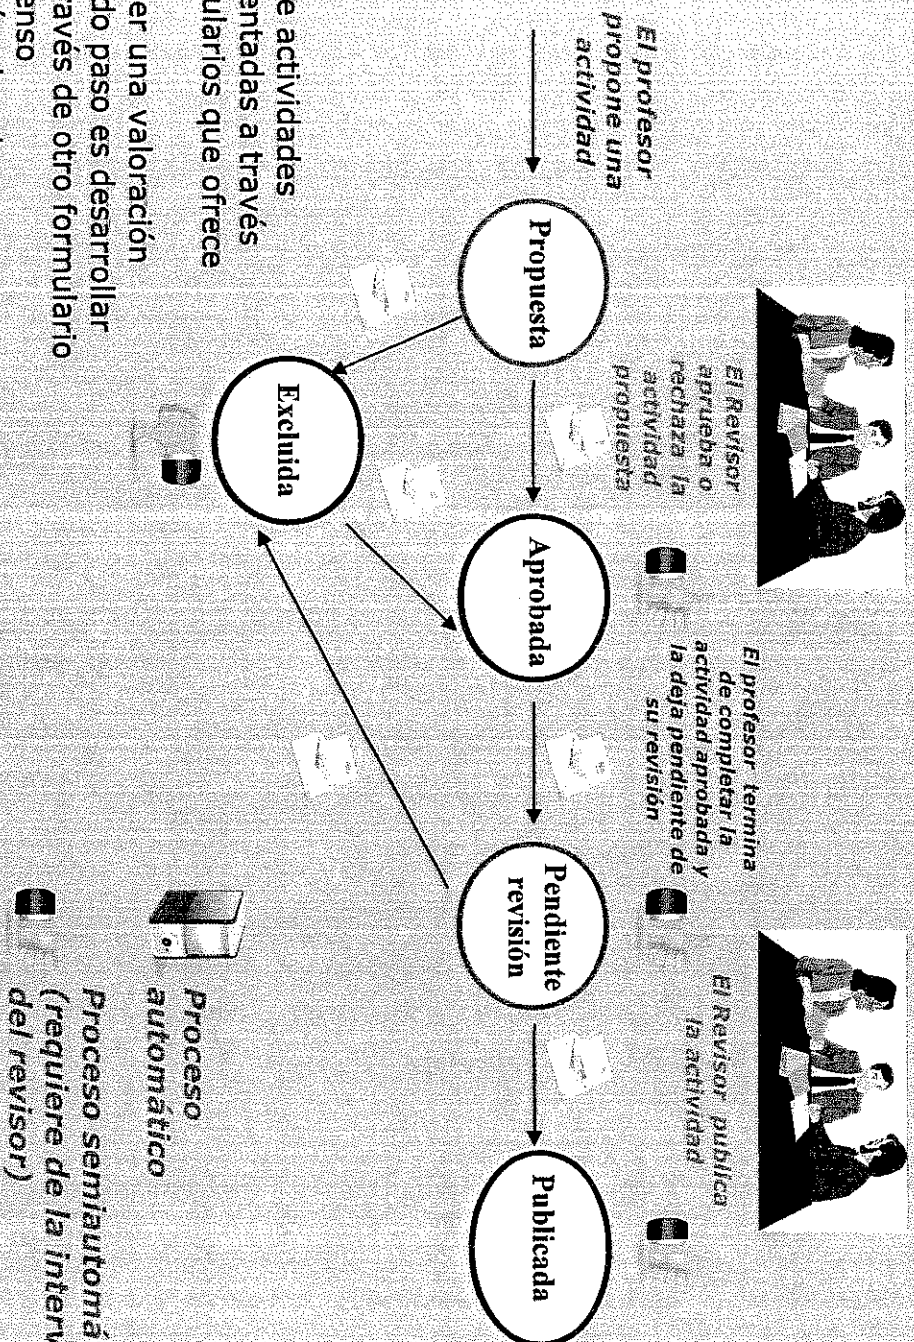 El profesor
propone una
actividad
Propuesta
El Revisor
aprueba o
rechaza la
actividad
propuesta
Aprobada
El profesor termina
de completar la
actividad aprobada y
la deja pendiente de
su revisión
Pendiente
revisión
El Revisor publica
la actividad
Publicada
Excluida
e actividades
entadas a través
ularios que ofrece
er una valoración
do paso es desarrollar
avés de otro formulario
enso
Proceso
automático
Proceso semiautomá
(requiere de la interv
del revisor)